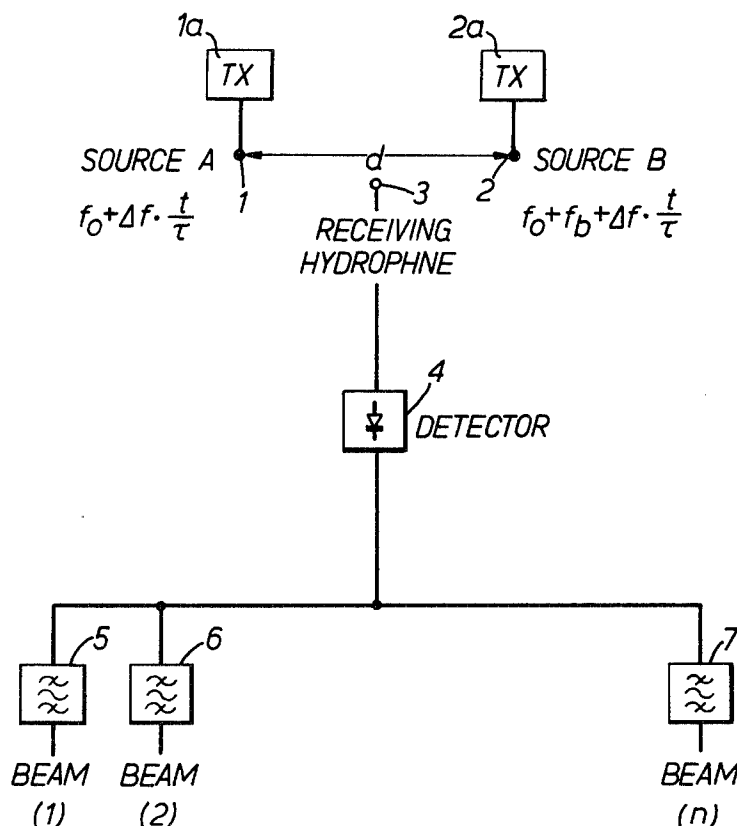 1a
2a
TX
TX
SOURCE A
d
SOURCE B
1
3
2
f₀+Δf·t/τ
f₀+f_b+Δf·t/τ
RECEIVING
HYDROPHNE
4
DETECTOR
5
6
7
BEAM
(1)
BEAM
(2)
BEAM
(n)